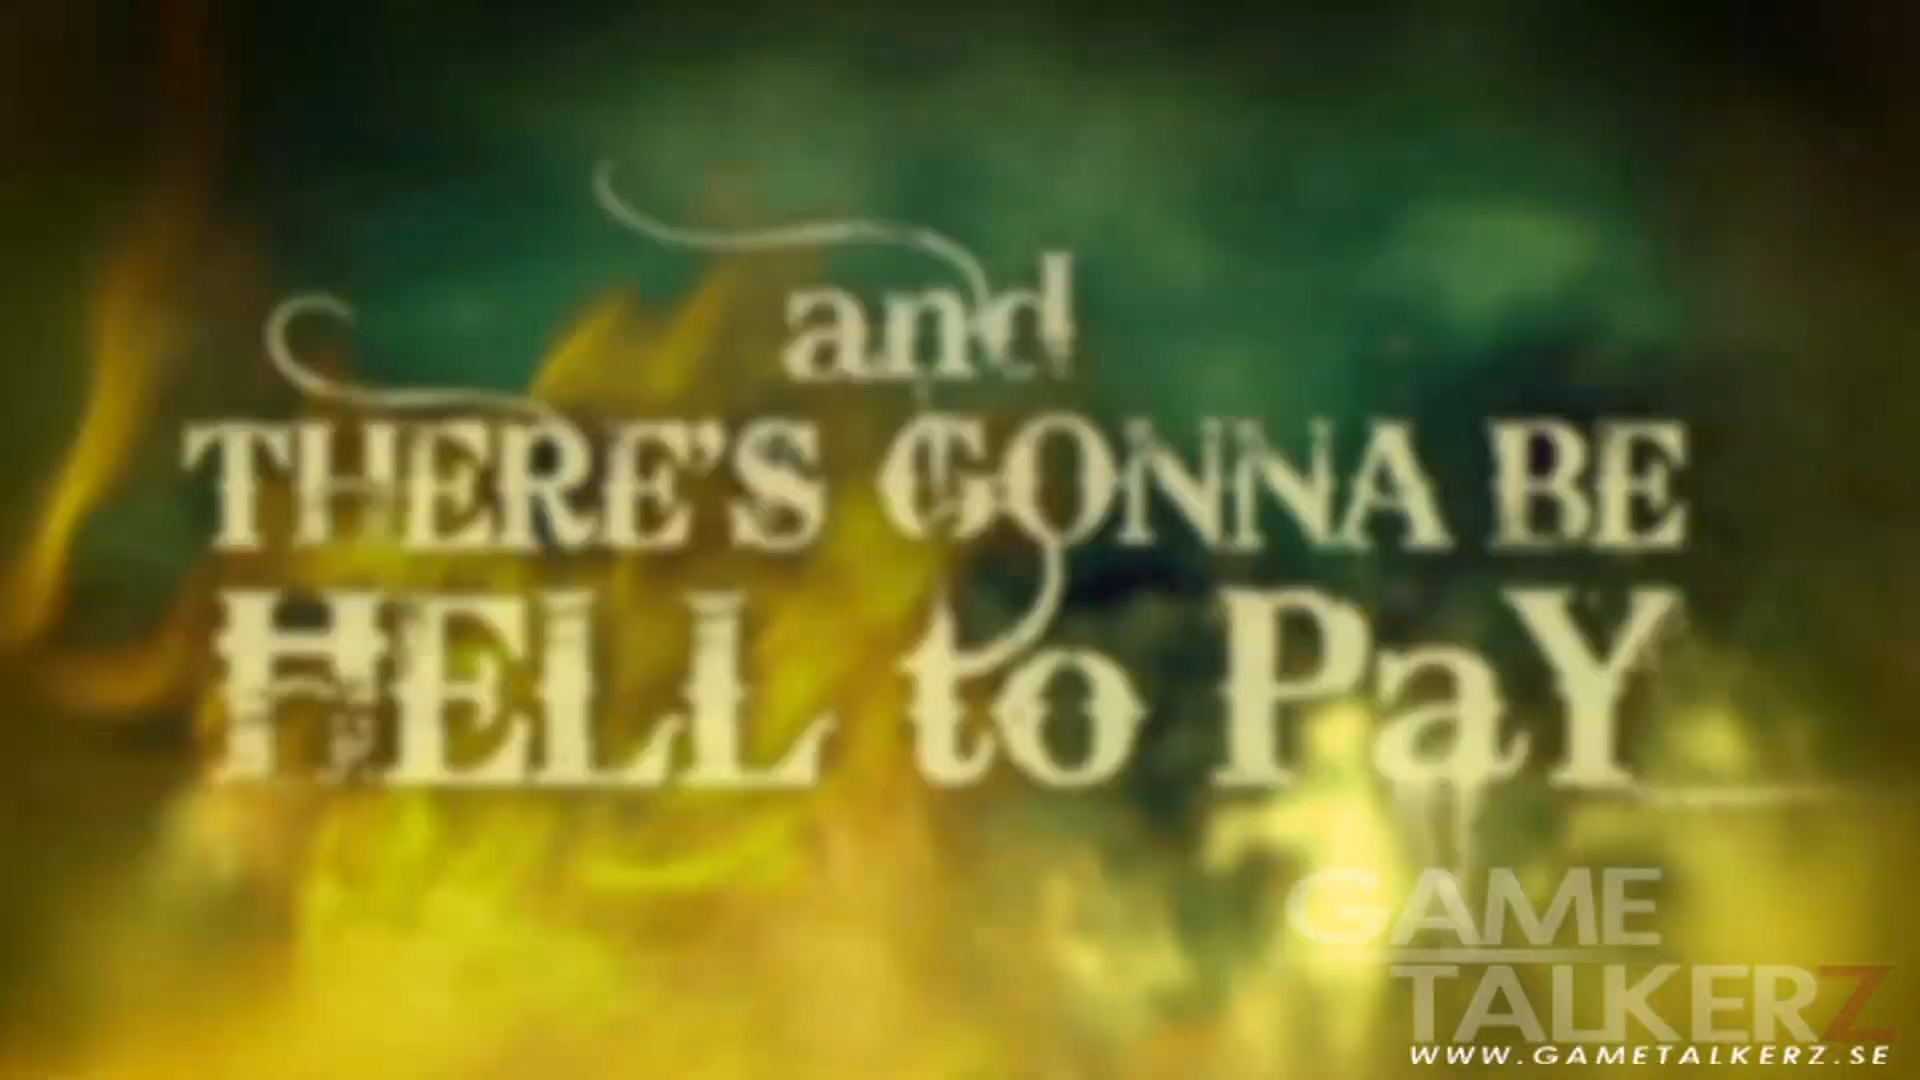 and
THERE'S GONNA BE
HELL to PaY
GAME
TALKERZ
WWW.GAMETALKERZ.SE